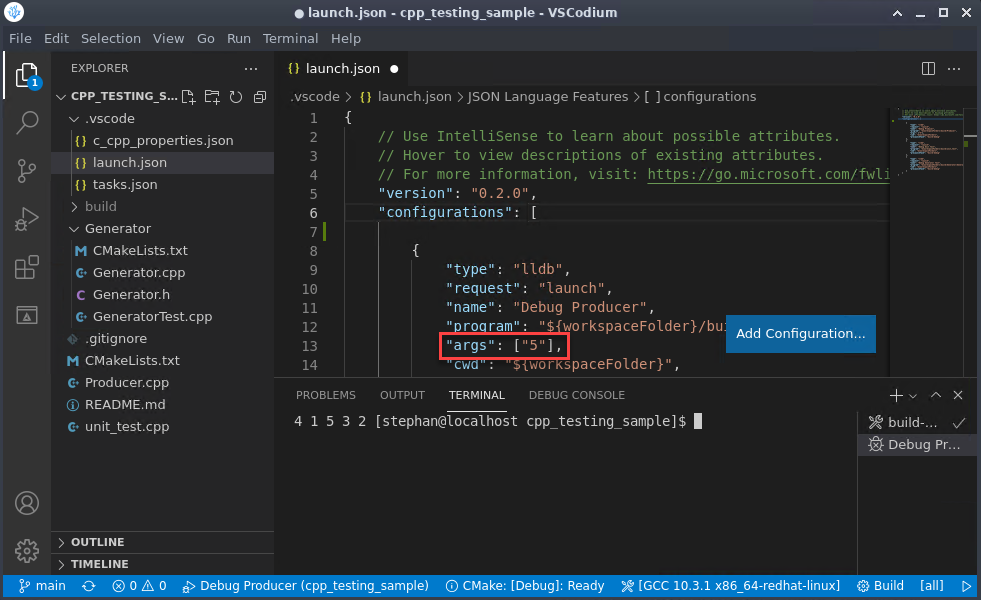 ● launch.json - cpp_testing_sample - VSCodium
File Edit Selection View Go Run Terminal Help
1
EXPLORER ...
CPP_TESTING_S...
.vscode
{} c_cpp_properties.json
{} launch.json
{} tasks.json
build
Generator
M CMakeLists.txt
C+ Generator.cpp
C Generator.h
C+ GeneratorTest.cpp
.gitignore
M CMakeLists.txt
C+ Producer.cpp
README.md
C+ unit_test.cpp
OUTLINE
TIMELINE
{} launch.json ●
.vscode > {} launch.json > JSON Language Features > [ ] configurations
1 {
2 // Use IntelliSense to learn about possible attributes.
3 // Hover to view descriptions of existing attributes.
4 // For more information, visit: https://go.microsoft.com/fwli
5 "version": "0.2.0",
6 "configurations": [
7
8 {
9 "type": "lldb",
10 "request": "launch",
11 "name": "Debug Producer",
12 "program": "${workspaceFolder}/bui
13 "args": ["5"],
14 "cwd": "${workspaceFolder}",
Add Configuration...
PROBLEMS OUTPUT TERMINAL DEBUG CONSOLE
4 1 5 3 2 [stephan@localhost cpp_testing_sample]$
build-...
Debug Pr...
main 0 0 Debug Producer (cpp_testing_sample) CMake: [Debug]: Ready [GCC 10.3.1 x86_64-redhat-linux] Build [all]